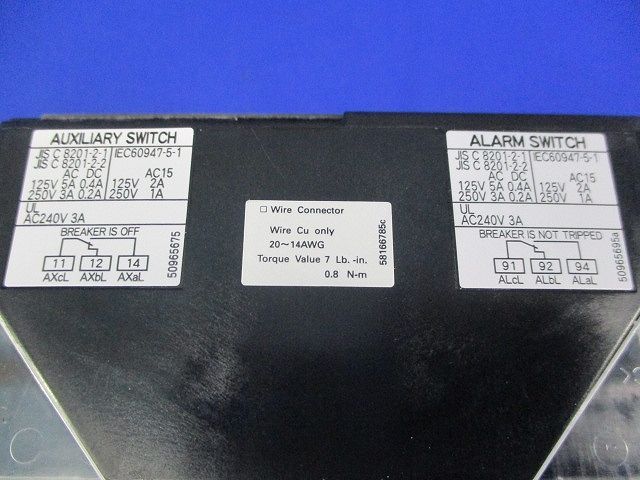 AUXILIARY SWITCH
JIS C 8201-2-1
JIS C 8201-2-2
IEC60947-5-1
AC DC
AC15
125V 5A 0.4A
125V 2A
250V 3A 0.2A
250V 1A
UL
AC240V 3A
BREAKER IS OFF
11 12 14
AXcL AXbL AXaL
50965675
□ Wire Connector
Wire Cu only
20~14AWG
Torque Value 7 Lb.-in.
0.8 N-m
58166785c
ALARM SWITCH
JIS C 8201-2-1
JIS C 8201-2-2
IEC60947-5-1
AC DC
AC15
125V 5A 0.4A
125V 2A
250V 3A 0.2A
250V 1A
UL
AC240V 3A
BREAKER IS NOT TRIPPED
91 92 94
ALcL ALbL ALaL
50965695a